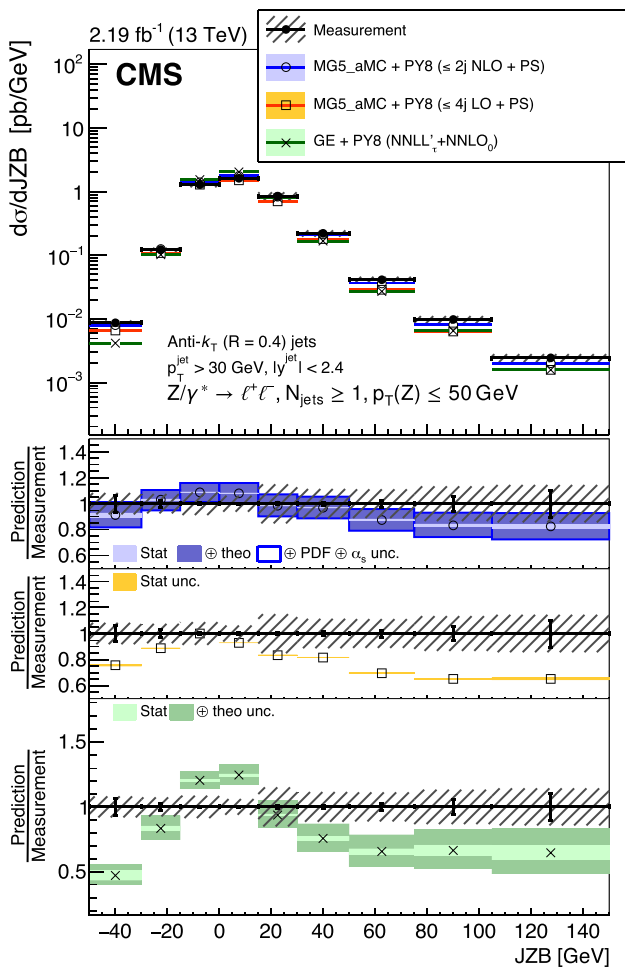 2.19 fb⁻¹ (13 TeV)
CMS
Measurement
MG5_aMC + PY8 (≤ 2j NLO + PS)
MG5_aMC + PY8 (≤ 4j LO + PS)
GE + PY8 (NNLL'τ+NNLO₀)
dσ/dJZB [pb/GeV]
10²
10
1
10⁻¹
10⁻²
10⁻³
Anti-k_T (R = 0.4) jets
p_T^jet > 30 GeV, |y^jet| < 2.4
Z/γ* → ℓ⁺ℓ⁻, N_jets ≥ 1, p_T(Z) ≤ 50 GeV
Prediction
Measurement
1.4
1.2
1
0.8
0.6
Stat ⊕ theo ⊕ PDF ⊕ α_s unc.
Prediction
Measurement
1.4
1.2
1
0.8
0.6
Stat unc.
Prediction
Measurement
1.5
1
0.5
Stat ⊕ theo unc.
−40 −20 0 20 40 60 80 100 120 140
JZB [GeV]